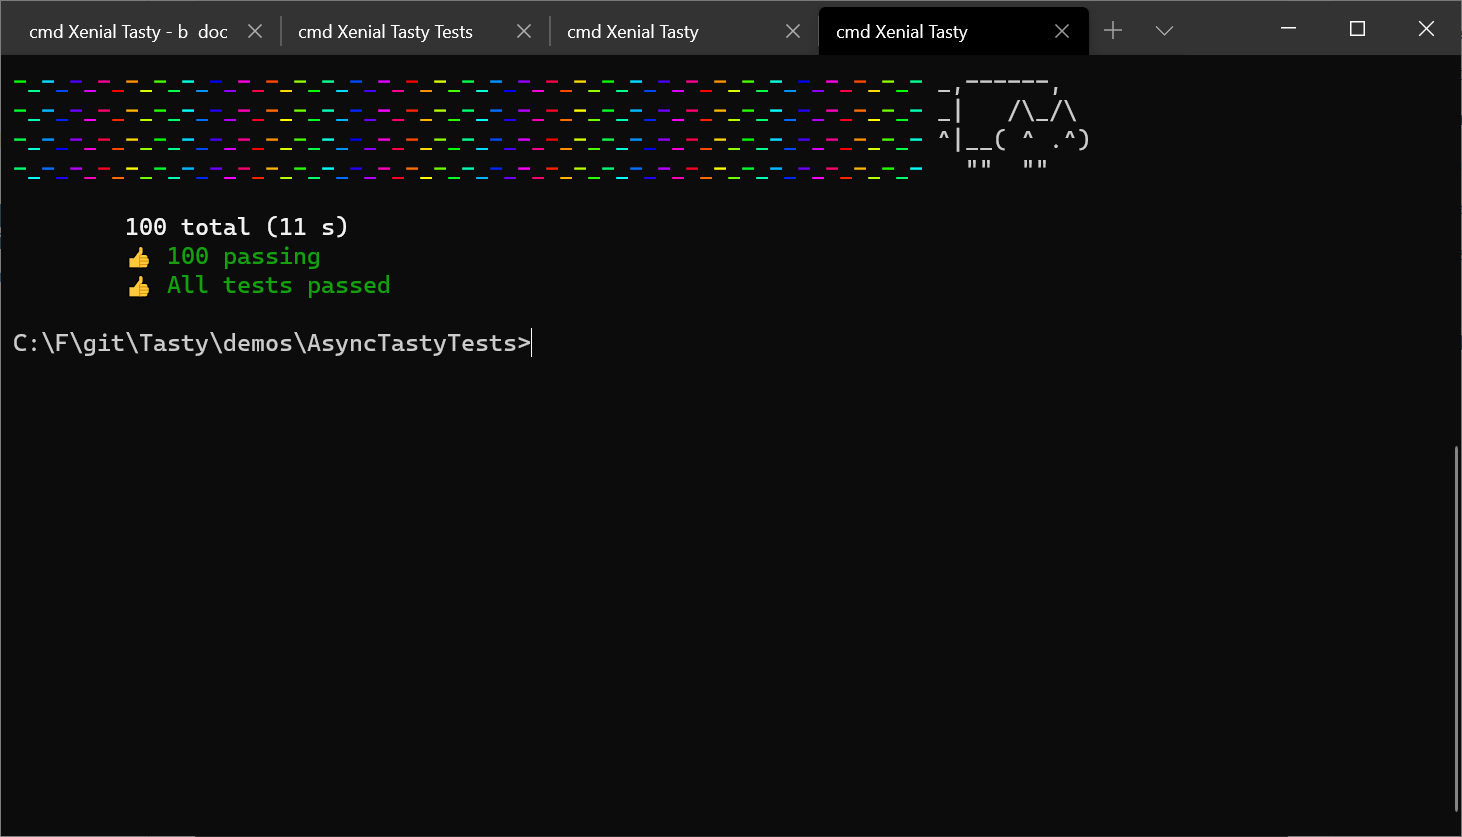 cmd Xenial Tasty - b  doc
cmd Xenial Tasty Tests
cmd Xenial Tasty
cmd Xenial Tasty
-_-_-_-_-_-_-_-_-_-_-_-_-_-_-_-_-_-_-_-_-_-_-_-_-_-_-_-_-_-_-_-_- _,------,
-_-_-_-_-_-_-_-_-_-_-_-_-_-_-_-_-_-_-_-_-_-_-_-_-_-_-_-_-_-_-_-_- _|   /\_/\
-_-_-_-_-_-_-_-_-_-_-_-_-_-_-_-_-_-_-_-_-_-_-_-_-_-_-_-_-_-_-_-_- ^|__( ^ .^)
-_-_-_-_-_-_-_-_-_-_-_-_-_-_-_-_-_-_-_-_-_-_-_-_-_-_-_-_-_-_-_-_-   ""  ""
100 total (11 s)
👍 100 passing
👍 All tests passed
C:\F\git\Tasty\demos\AsyncTastyTests>